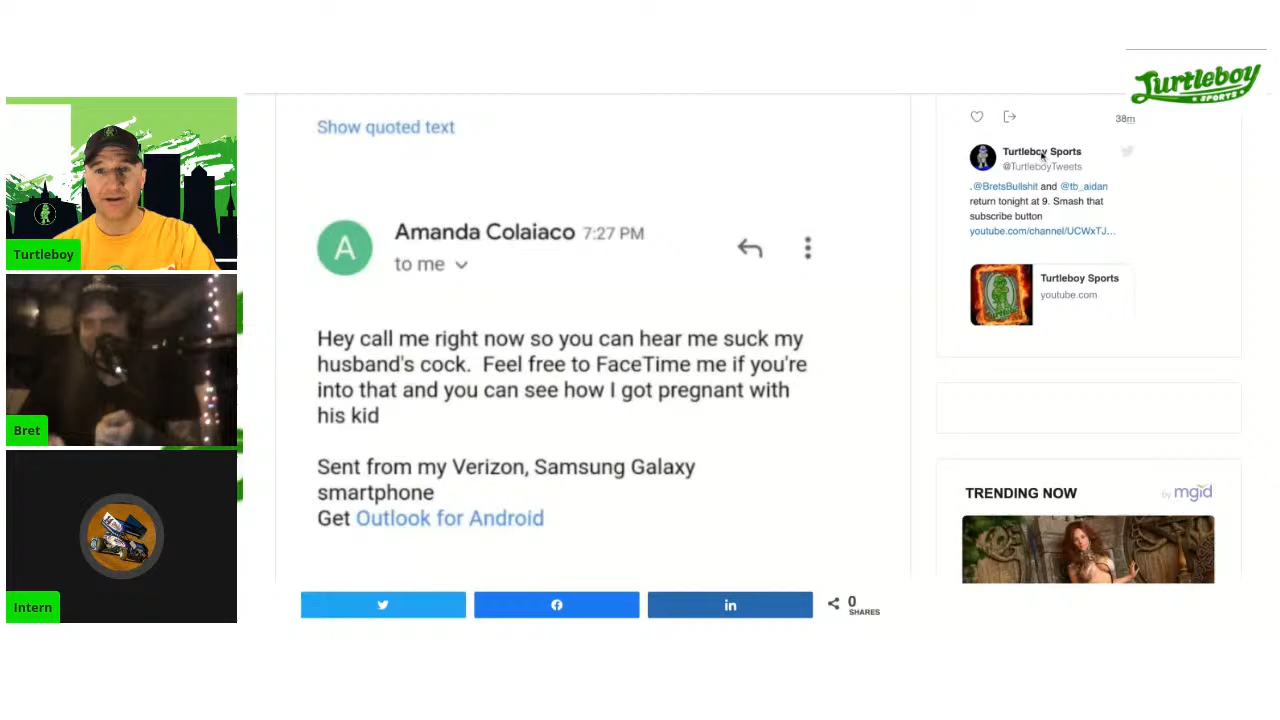 Turtleboy
SPORTS
Show quoted text
38m
Turtleboy Sports
@TurtleboyTweets
.@BretsBullshit and @tb_aidan
return tonight at 9. Smash that
subscribe button
youtube.com/channel/UCWxTJ...
Turtleboy Sports
youtube.com
A
Amanda Colaiaco 7:27 PM
to me
Hey call me right now so you can hear me suck my
husband's cock. Feel free to FaceTime me if you're
into that and you can see how I got pregnant with
his kid
Sent from my Verizon, Samsung Galaxy
smartphone
Get Outlook for Android
TRENDING NOW
by mgid
0
SHARES
in
Turtleboy
Bret
Intern